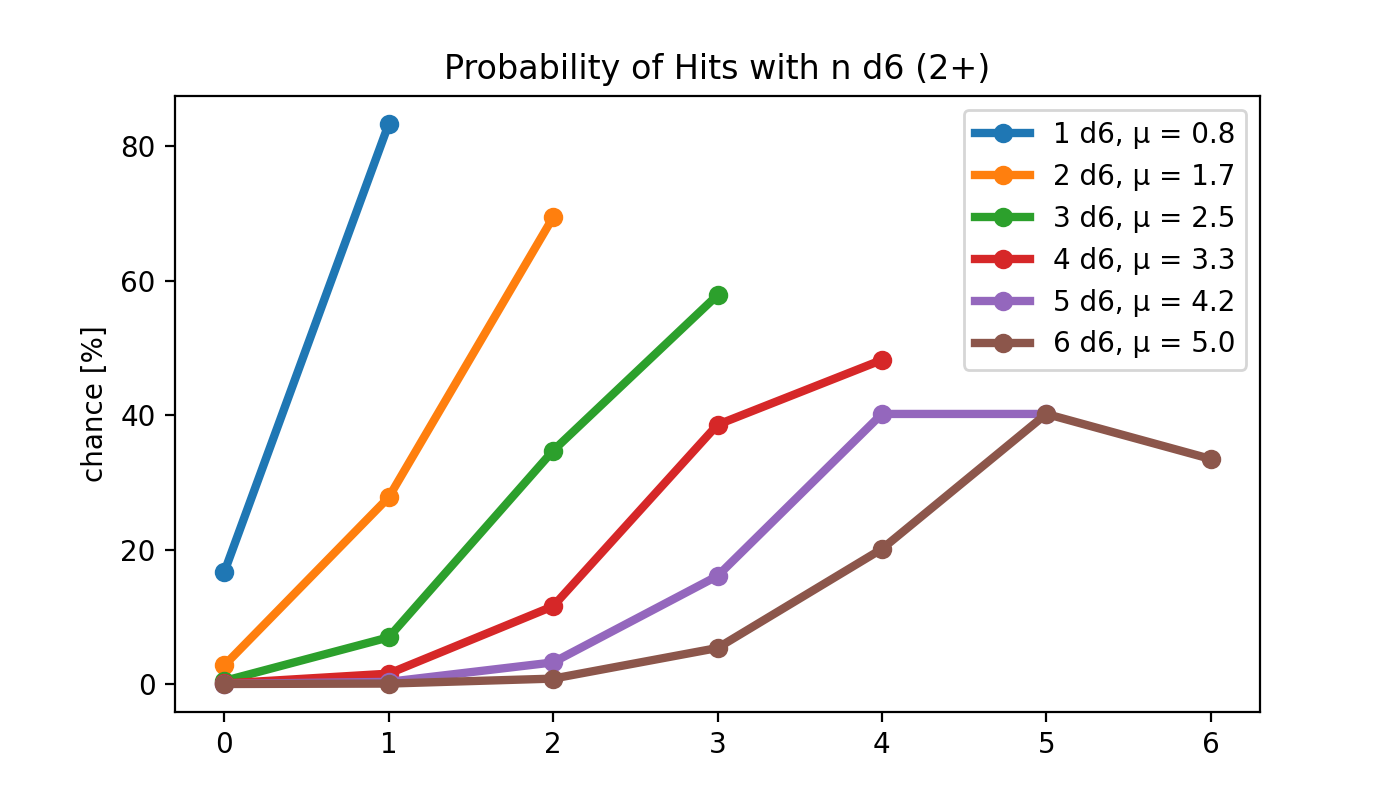 Probability of Hits with n d6 (2+)
chance [%]
80
60
40
20
0
0 1 2 3 4 5 6
1 d6, μ = 0.8
2 d6, μ = 1.7
3 d6, μ = 2.5
4 d6, μ = 3.3
5 d6, μ = 4.2
6 d6, μ = 5.0